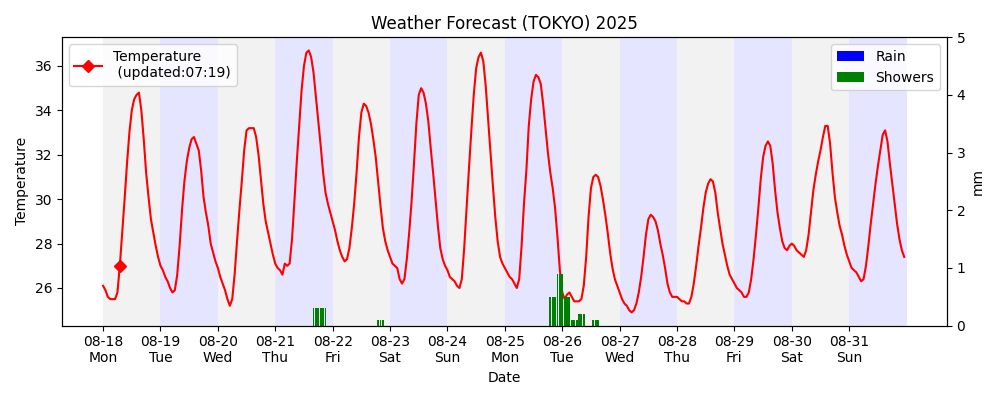 Weather Forecast (TOKYO) 2025
Temperature
(updated:07:19)
Rain
Showers
36
34
32
30
28
26
Temperature
5
4
3
2
1
0
mm
08-18 08-19 08-20 08-21 08-22 08-23 08-24 08-25 08-26 08-27 08-28 08-29 08-30 08-31
Mon Tue Wed Thu Fri Sat Sun Mon Tue Wed Thu Fri Sat Sun
Date